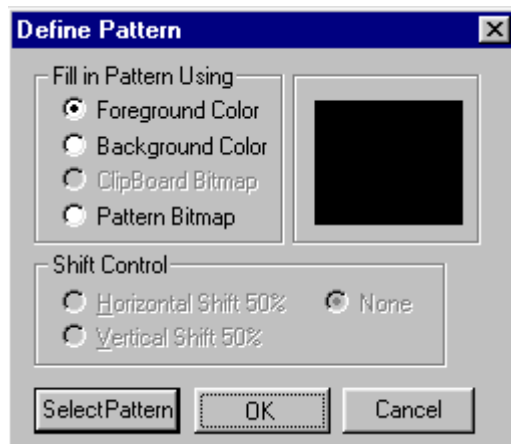 Define Pattern
Fill in Pattern Using
Foreground Color
Background Color
ClipBoard Bitmap
Pattern Bitmap
Shift Control
Horizontal Shift 50% None
Vertical Shift 50%
SelectPattern OK Cancel